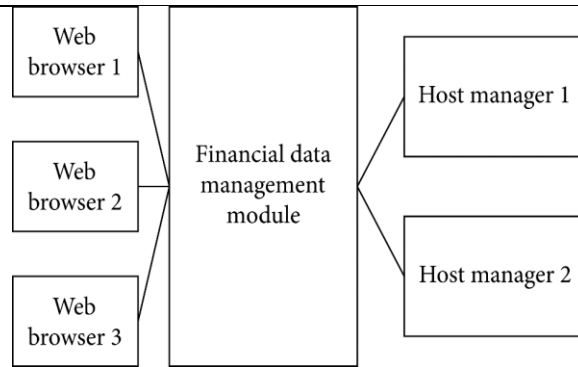 Web
browser 1
Web
browser 2
Web
browser 3
Financial data
management
module
Host manager 1
Host manager 2